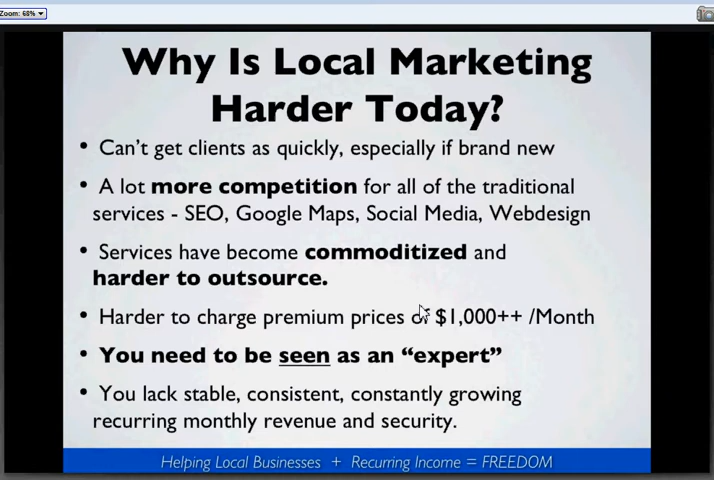 Zoom: 68%
Why Is Local Marketing
Harder Today?
• Can't get clients as quickly, especially if brand new
• A lot more competition for all of the traditional
services - SEO, Google Maps, Social Media, Webdesign
• Services have become commoditized and
harder to outsource.
• Harder to charge premium prices of $1,000++ /Month
• You need to be seen as an “expert”
• You lack stable, consistent, constantly growing
recurring monthly revenue and security.
Helping Local Businesses + Recurring Income = FREEDOM